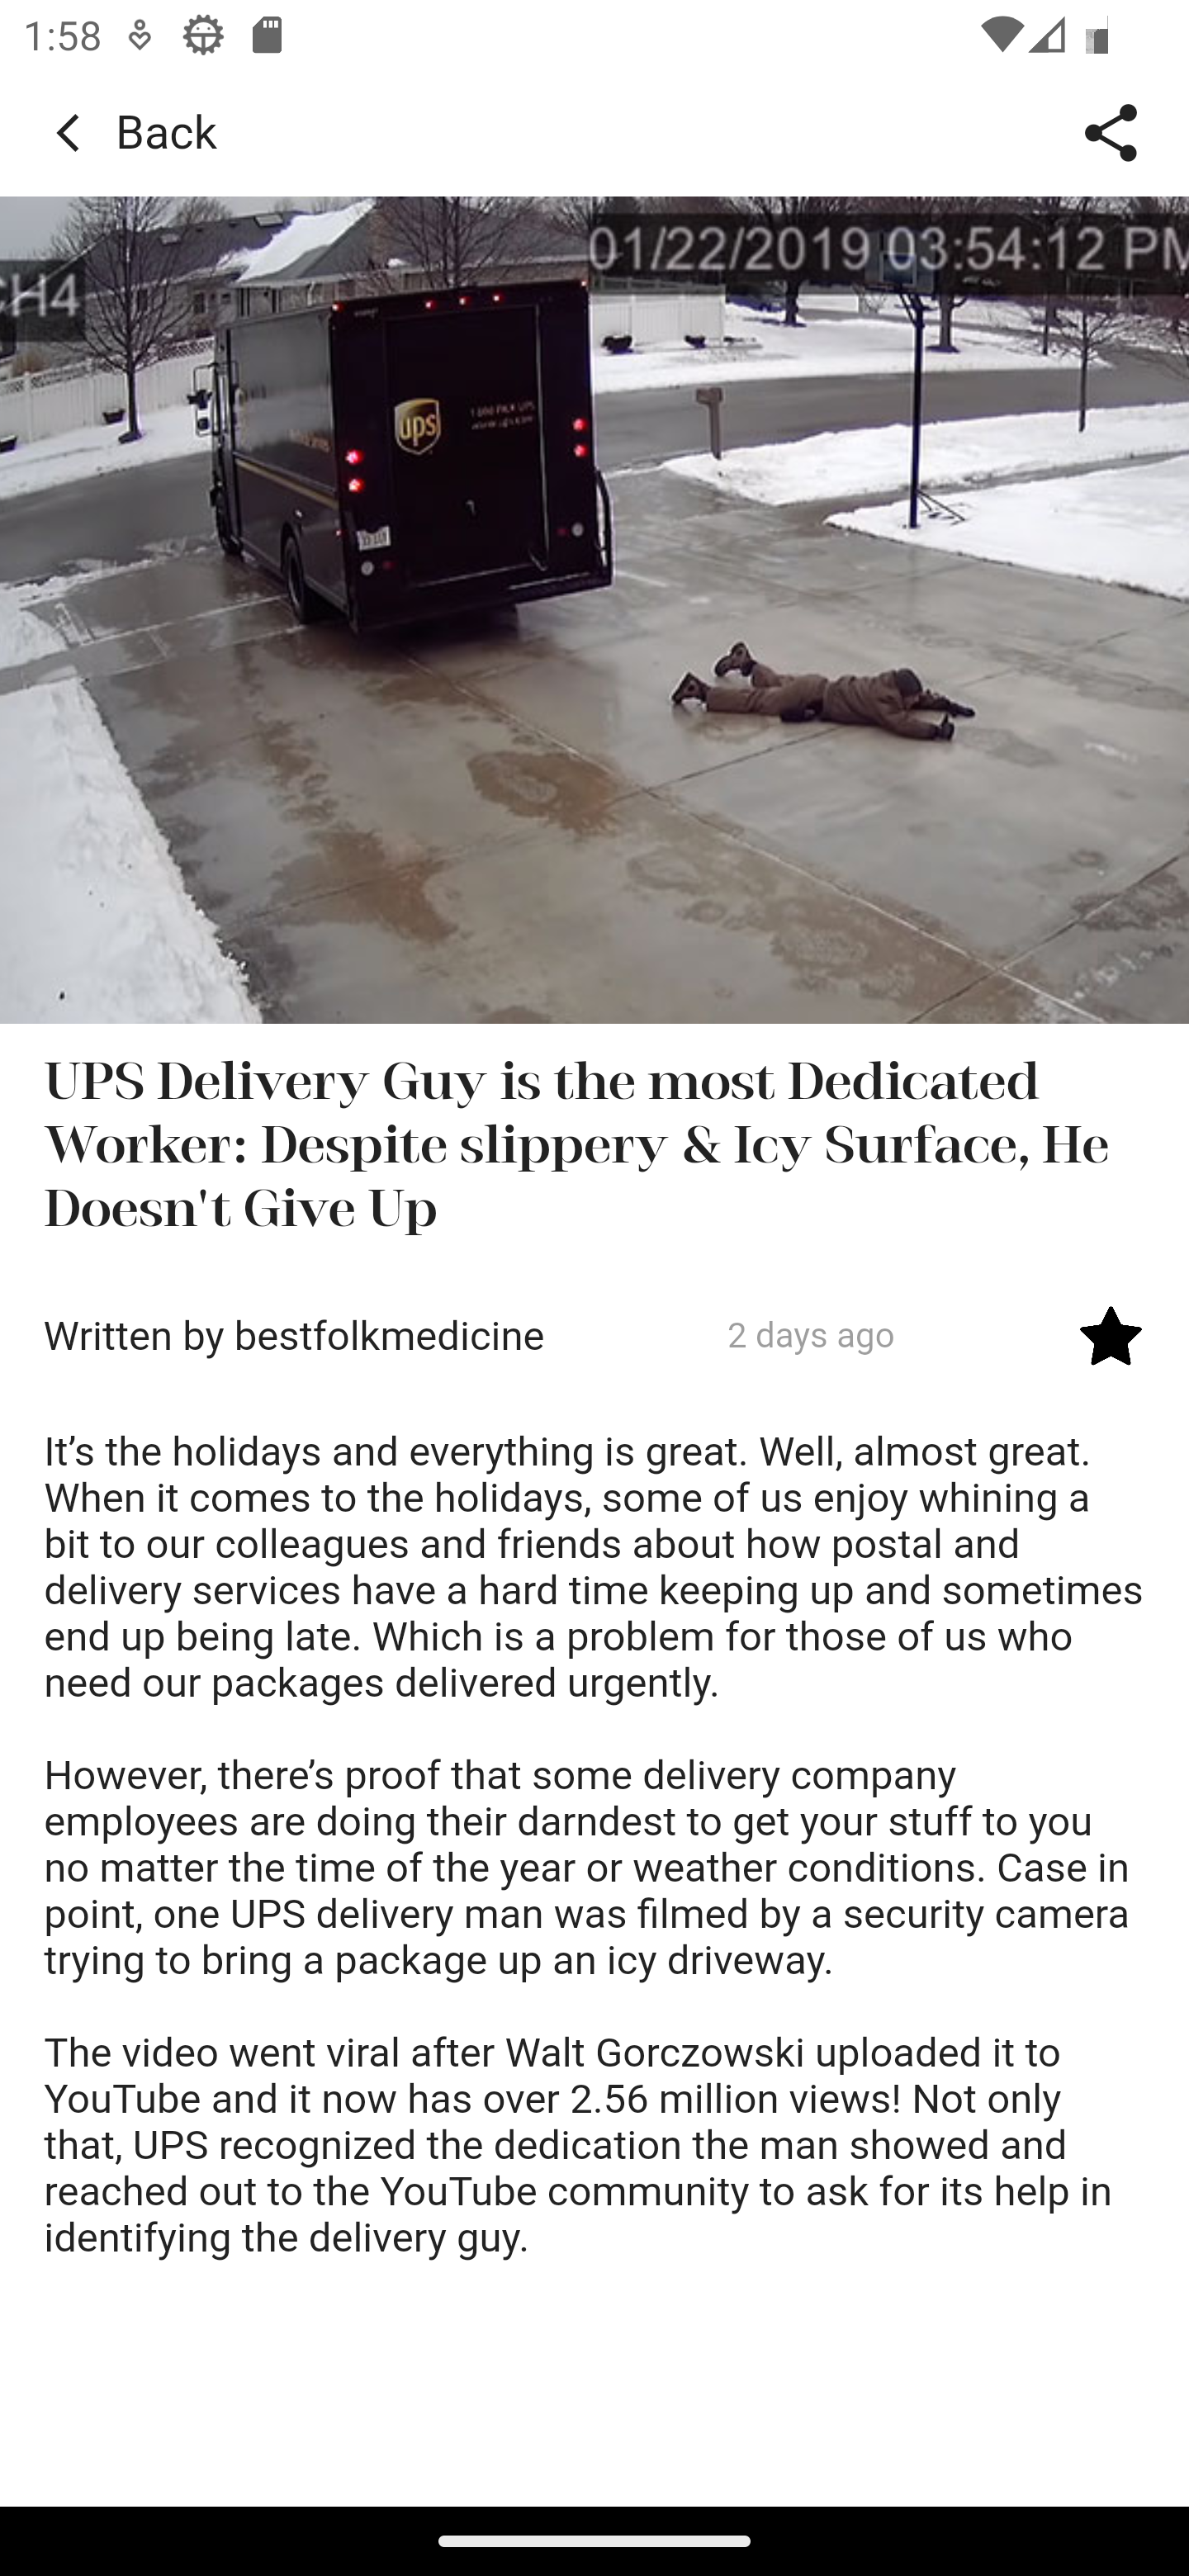 1:58
Back
01/22/2019 03:54:12 PM
CH4
ups
UPS Delivery Guy is the most Dedicated
Worker: Despite slippery & Icy Surface, He
Doesn't Give Up
Written by bestfolkmedicine
2 days ago
It’s the holidays and everything is great. Well, almost great.
When it comes to the holidays, some of us enjoy whining a
bit to our colleagues and friends about how postal and
delivery services have a hard time keeping up and sometimes
end up being late. Which is a problem for those of us who
need our packages delivered urgently.
However, there’s proof that some delivery company
employees are doing their darndest to get your stuff to you
no matter the time of the year or weather conditions. Case in
point, one UPS delivery man was filmed by a security camera
trying to bring a package up an icy driveway.
The video went viral after Walt Gorczowski uploaded it to
YouTube and it now has over 2.56 million views! Not only
that, UPS recognized the dedication the man showed and
reached out to the YouTube community to ask for its help in
identifying the delivery guy.